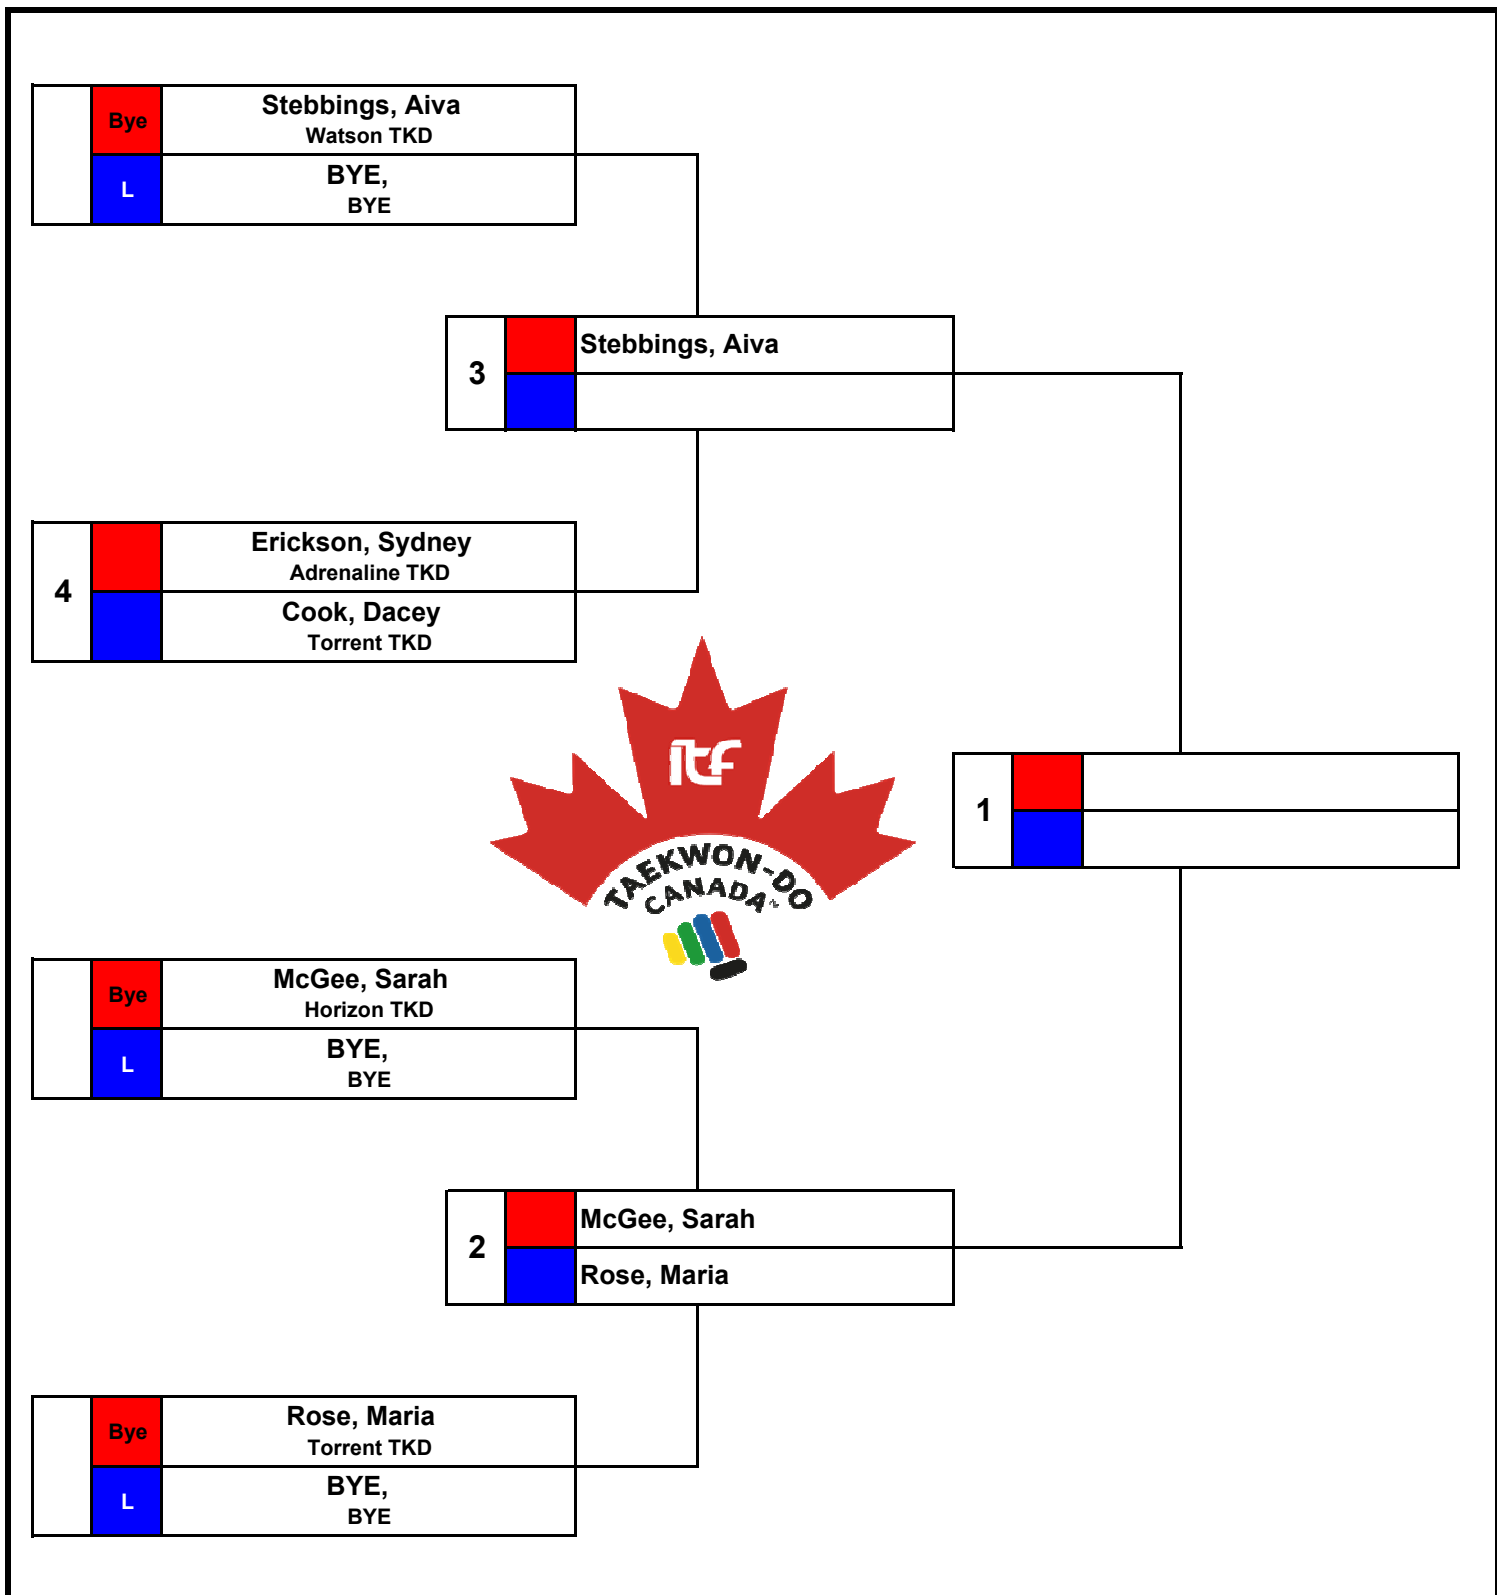 Bye
Stebbings, Aiva
Watson TKD
L
BYE,
BYE
3
Stebbings, Aiva
4
Erickson, Sydney
Adrenaline TKD
Cook, Dacey
Torrent TKD
itf
TAEKWON-DO
CANADA
1
Bye
McGee, Sarah
Horizon TKD
L
BYE,
BYE
2
McGee, Sarah
Rose, Maria
Bye
Rose, Maria
Torrent TKD
L
BYE,
BYE